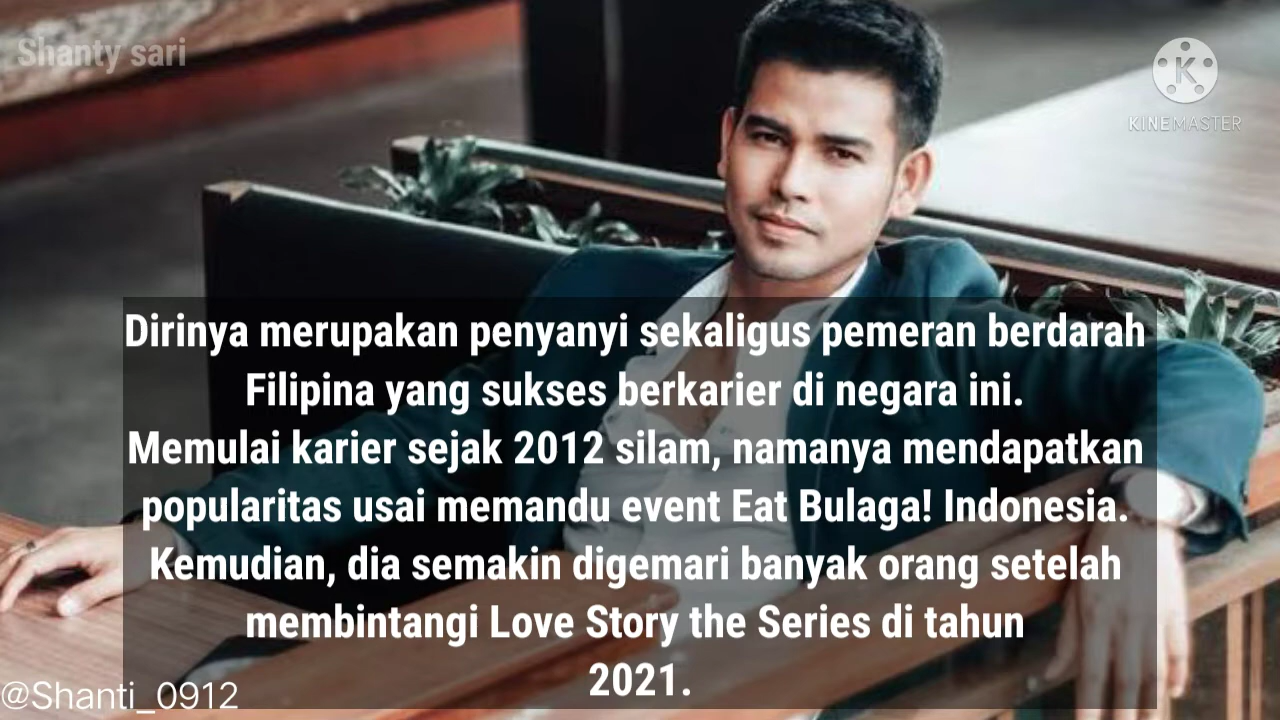 Shanty sari
KINEMASTER
Dirinya merupakan penyanyi sekaligus pemeran berdarah
Filipina yang sukses berkarier di negara ini.
Memulai karier sejak 2012 silam, namanya mendapatkan
popularitas usai memandu event Eat Bulaga! Indonesia.
Kemudian, dia semakin digemari banyak orang setelah
membintangi Love Story the Series di tahun
2021.
@Shanti_0912